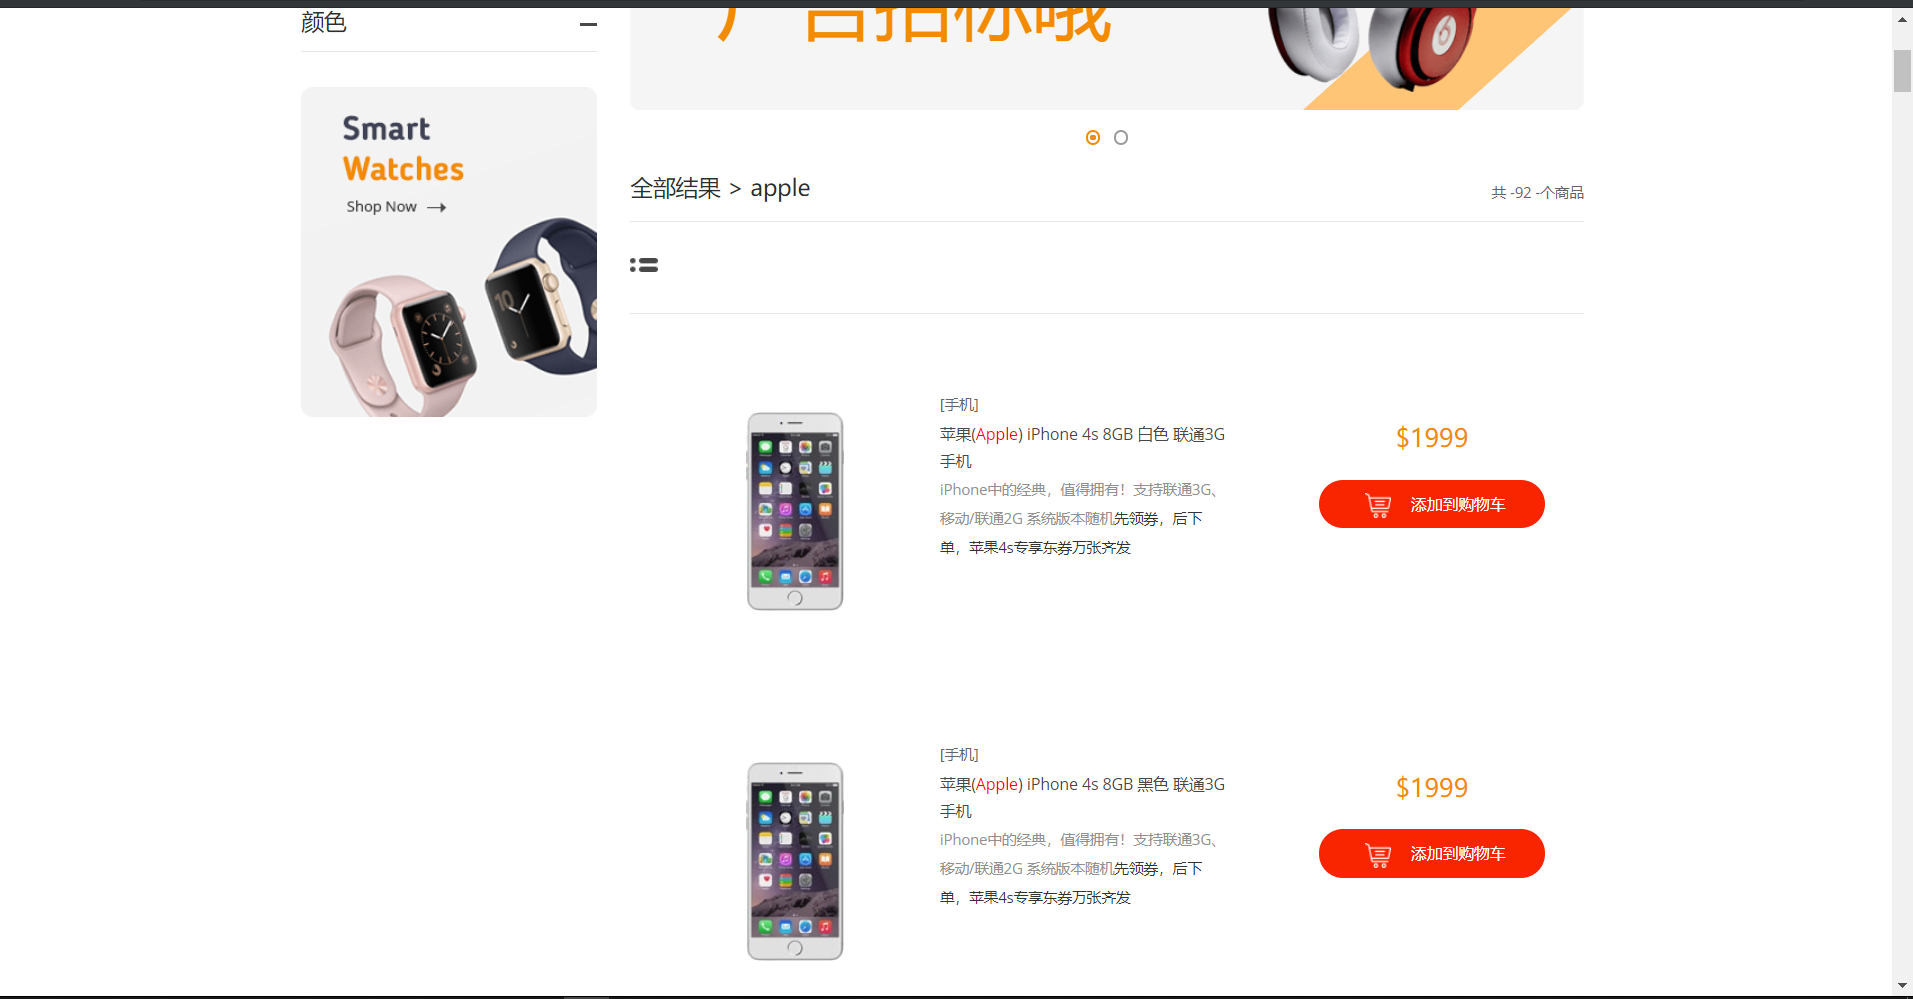 颜色
广告招标哦
Smart
Watches
Shop Now
全部结果 > apple
共 -92 -个商品
[手机]
苹果(Apple) iPhone 4s 8GB 白色 联通3G
手机
iPhone中的经典，值得拥有！支持联通3G、
移动/联通2G 系统版本随机先领券，后下
单，苹果4s专享东券万张齐发
$1999
添加到购物车
[手机]
苹果(Apple) iPhone 4s 8GB 黑色 联通3G
手机
iPhone中的经典，值得拥有！支持联通3G、
移动/联通2G 系统版本随机先领券，后下
单，苹果4s专享东券万张齐发
$1999
添加到购物车